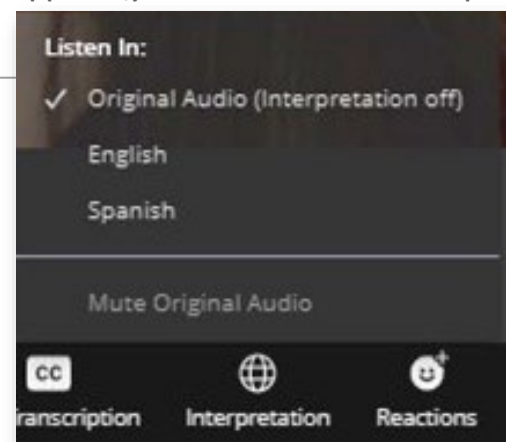 Listen In:
✓ Original Audio (Interpretation off)
English
Spanish
Mute Original Audio
CC
ranscription Interpretation Reactions